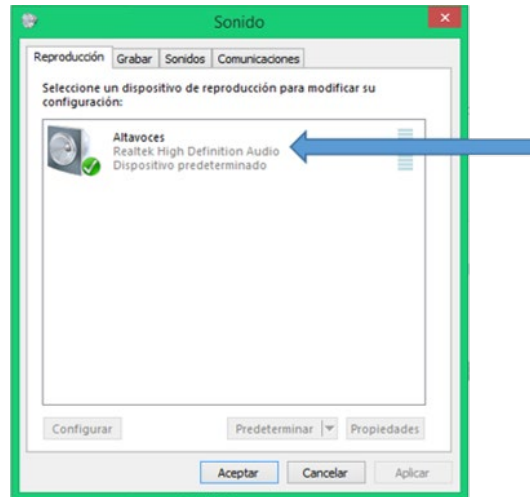 Sonido
Reproducción Grabar Sonidos Comunicaciones
Seleccione un dispositivo de reproducción para modificar su
configuración:
Altavoces
Realtek High Definition Audio
Dispositivo predeterminado
Configurar Predeterminar Propiedades
Aceptar Cancelar Aplicar